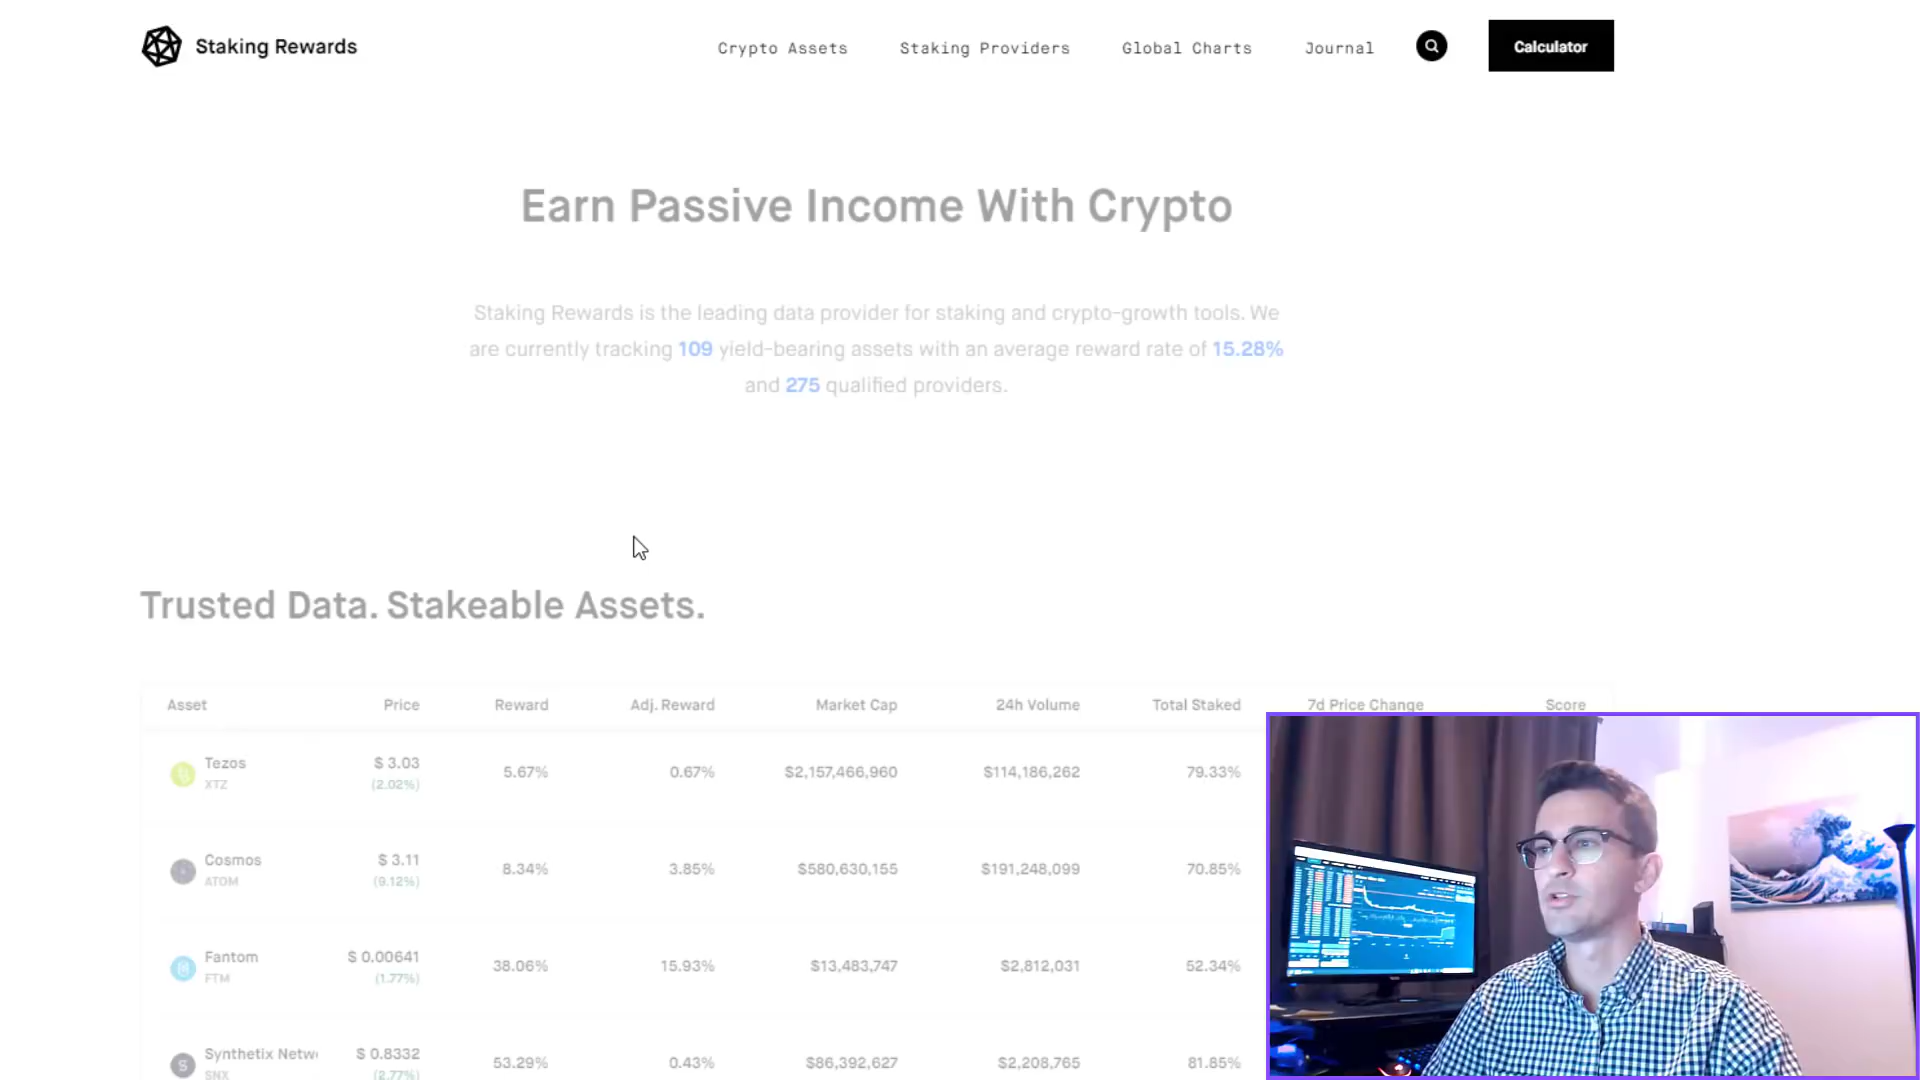 Staking Rewards
Crypto Assets Staking Providers Global Charts Journal Calculator
Earn Passive Income With Crypto
Staking Rewards is the leading data provider for staking and crypto-growth tools. We
are currently tracking 109 yield-bearing assets with an average reward rate of 15.28%
and 275 qualified providers.
Trusted Data. Stakeable Assets.
Asset Price Reward Adj. Reward Market Cap 24h Volume Total Staked 7d Price Change Score
Tezos $ 3.03 5.67% 0.67% $2,157,466,960 $114,186,262 79.33%
XTZ (2.02%)
Cosmos $ 3.11 8.34% 3.85% $580,630,155 $191,248,099 70.85%
ATOM (9.12%)
Fantom $ 0.00641 38.06% 15.93% $13,483,747 $2,812,031 52.34%
FTM (1.77%)
Synthetix Netw $ 0.8332 53.29% 0.43% $86,392,627 $2,208,765 81.85%
SNX (2.77%)